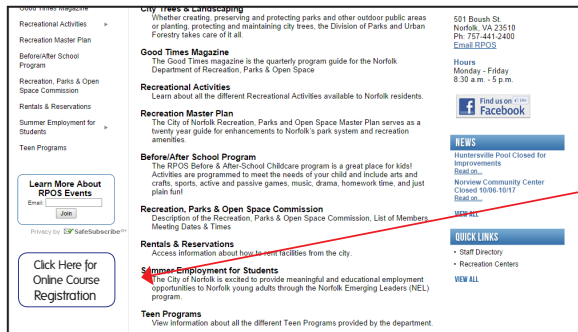 Good Times Magazine
Recreational Activities
Recreation Master Plan
Before/After School
Program
Recreation, Parks & Open
Space Commission
Rentals & Reservations
Summer Employment for
Students
Teen Programs
Learn More About
RPOS Events
Email:
Join
Privacy by SafeSubscribe
Click Here for
Online Course
Registration
City Trees & Landscaping
Whether creating, preserving and protecting parks and other outdoor public areas
or planting, protecting and maintaining city trees, the Division of Parks and Urban
Forestry takes care of it all.
Good Times Magazine
The Good Times magazine is the quarterly program guide for the Norfolk
Department of Recreation, Parks & Open Space
Recreational Activities
Learn about all the different Recreational Activities available to Norfolk residents.
Recreation Master Plan
The City of Norfolk Recreation, Parks and Open Space Master Plan serves as a
twenty year guide for enhancements to Norfolk's park system and recreation
amenities.
Before/After School Program
The RPOS Before & After-School Childcare program is a great place for kids!
Activities are programmed to meet the needs of your child and include arts and
crafts, sports, active and passive games, music, drama, homework time, and just
plain fun!
Recreation, Parks & Open Space Commission
Description of the Recreation, Parks & Open Space Commission, List of Members,
Meeting Dates & Times
Rentals & Reservations
Access information about how to rent facilities from the city.
Summer Employment for Students
The City of Norfolk is excited to provide meaningful and educational employment
opportunities to Norfolk young adults through the Norfolk Emerging Leaders (NEL)
program.
Teen Programs
View information about all the different Teen Programs provided by the department.
501 Boush St.
Norfolk, VA 23510
Ph: 757-441-2400
Email RPOS
Hours
Monday - Friday
8:30 a.m. - 5 p.m.
Find us on
Facebook
NEWS
Huntersville Pool Closed for
Improvements
Read on...
Norview Community Center
Closed 10/06-10/17
Read on...
VIEW ALL
QUICK LINKS
• Staff Directory
• Recreation Centers
VIEW ALL